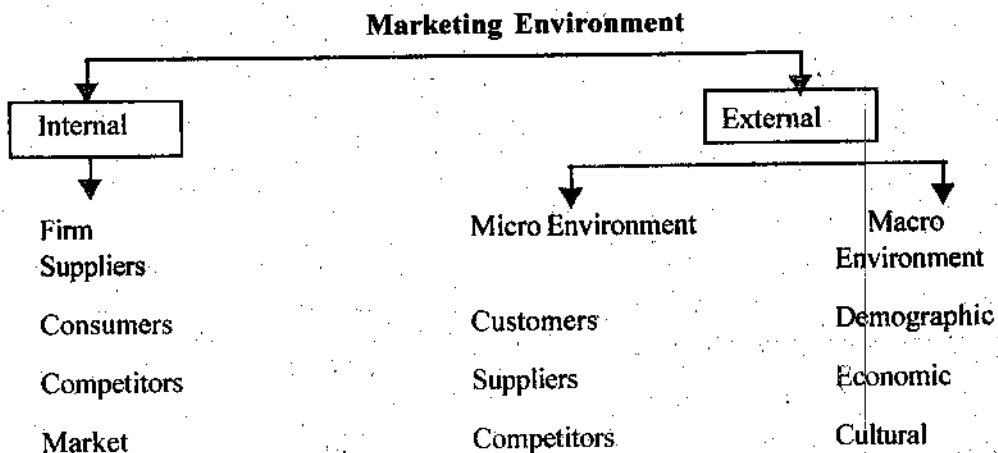 Marketing Environment
Internal
External
Firm
Suppliers
Consumers
Competitors
Market
Micro Environment
Customers
Suppliers
Competitors
Macro
Environment
Demographic
Economic
Cultural